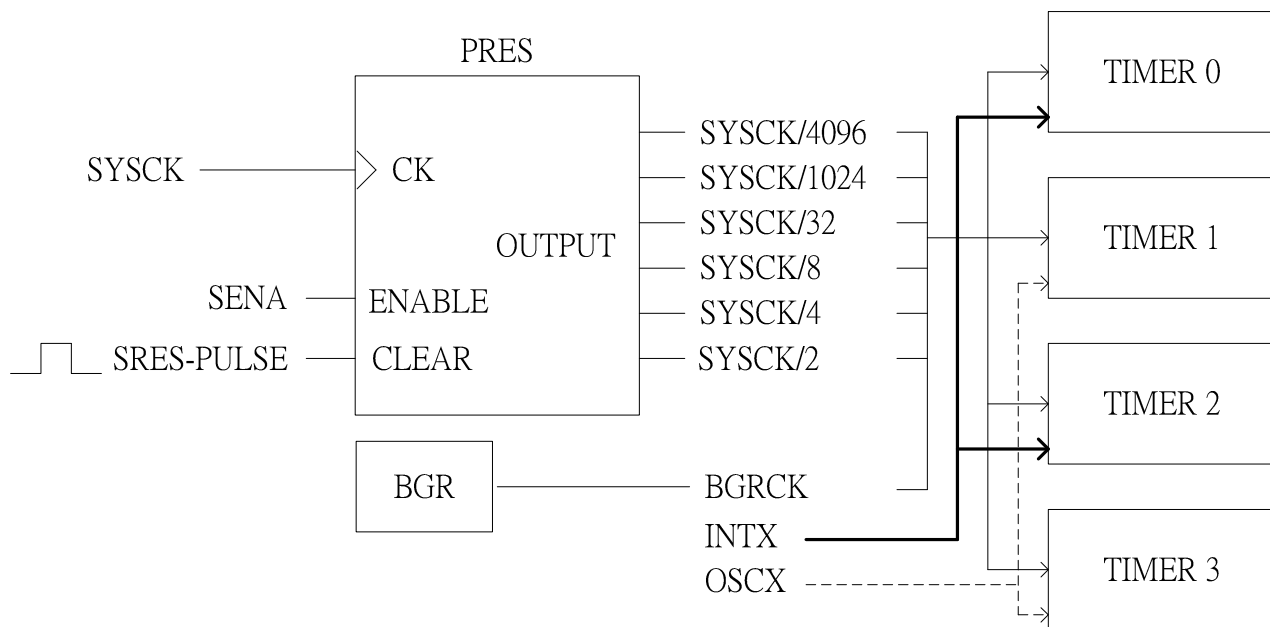 PRES
SYSCK
CK
OUTPUT
SENA
ENABLE
SRES-PULSE
CLEAR
SYSCK/4096
SYSCK/1024
SYSCK/32
SYSCK/8
SYSCK/4
SYSCK/2
BGR
BGRCK
INTX
OSCX
TIMER 0
TIMER 1
TIMER 2
TIMER 3